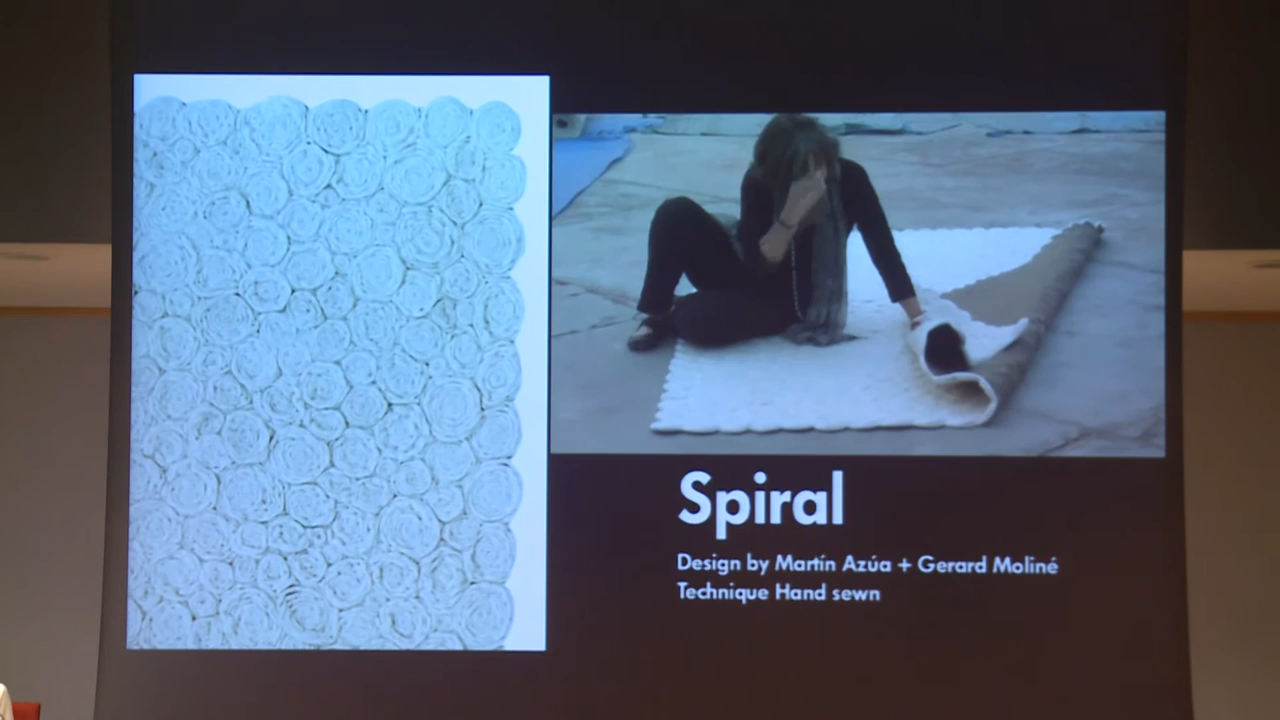 Spiral
Design by Martín Azúa + Gerard Moliné
Technique Hand sewn